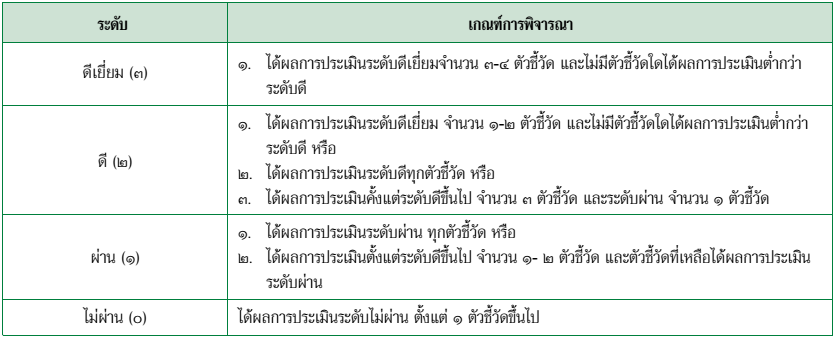 ระดับ
เกณฑ์การพิจารณา
ดีเยี่ยม (๓)
๑. ได้ผลการประเมินระดับดีเยี่ยมจำนวน ๓-๔ ตัวชี้วัด และไม่มีตัวชี้วัดใดได้ผลการประเมินต่ำกว่า
ระดับดี
ดี (๒)
๑. ได้ผลการประเมินระดับดีเยี่ยม จำนวน ๑-๒ ตัวชี้วัด และไม่มีตัวชี้วัดใดได้ผลการประเมินต่ำกว่า
ระดับดี หรือ
๒. ได้ผลการประเมินระดับดีทุกตัวชี้วัด หรือ
๓. ได้ผลการประเมินคั้งแต่ระดับดีขึ้นไป จำนวน ๓ ตัวชี้วัด และระดับผ่าน จำนวน ๑ ตัวชี้วัด
ผ่าน (๑)
๑. ได้ผลการประเมินระดับผ่าน ทุกตัวชี้วัด หรือ
๒. ได้ผลการประเมินตั้งแต่ระดับดีขึ้นไป จำนวน ๑- ๒ ตัวชี้วัด และตัวชี้วัดที่เหลือได้ผลการประเมิน
ระดับผ่าน
ไม่ผ่าน (๐)
ได้ผลการประเมินระดับไม่ผ่าน ตั้งแต่ ๑ ตัวชี้วัดขึ้นไป